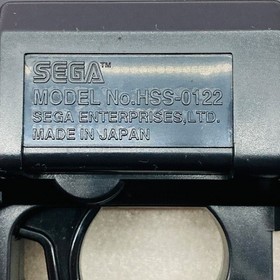 SEGA™
MODEL No.HSS-0122
SEGA ENTERPRISES,LTD.
MADE IN JAPAN